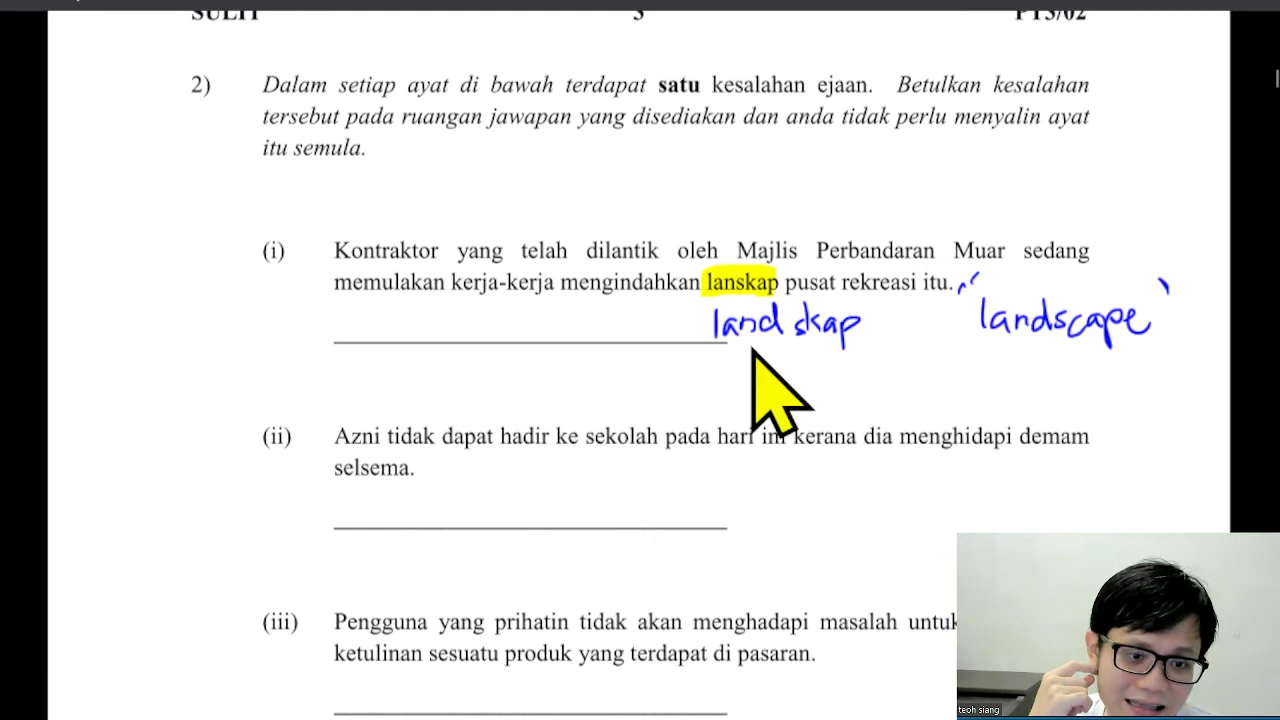 SULIT 3 PT3/02
2) Dalam setiap ayat di bawah terdapat satu kesalahan ejaan. Betulkan kesalahan
tersebut pada ruangan jawapan yang disediakan dan anda tidak perlu menyalin ayat
itu semula.
(i) Kontraktor yang telah dilantik oleh Majlis Perbandaran Muar sedang
memulakan kerja-kerja mengindahkan lanskap pusat rekreasi itu.
landskap "landscape"
(ii) Azni tidak dapat hadir ke sekolah pada hari ini kerana dia menghidapi demam
selsema.
(iii) Pengguna yang prihatin tidak akan menghadapi masalah untuk
ketulinan sesuatu produk yang terdapat di pasaran.
teoh siang